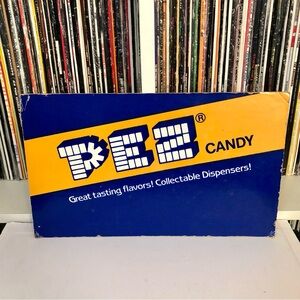 PEZ®
CANDY
Great tasting flavors! Collectable Dispensers!